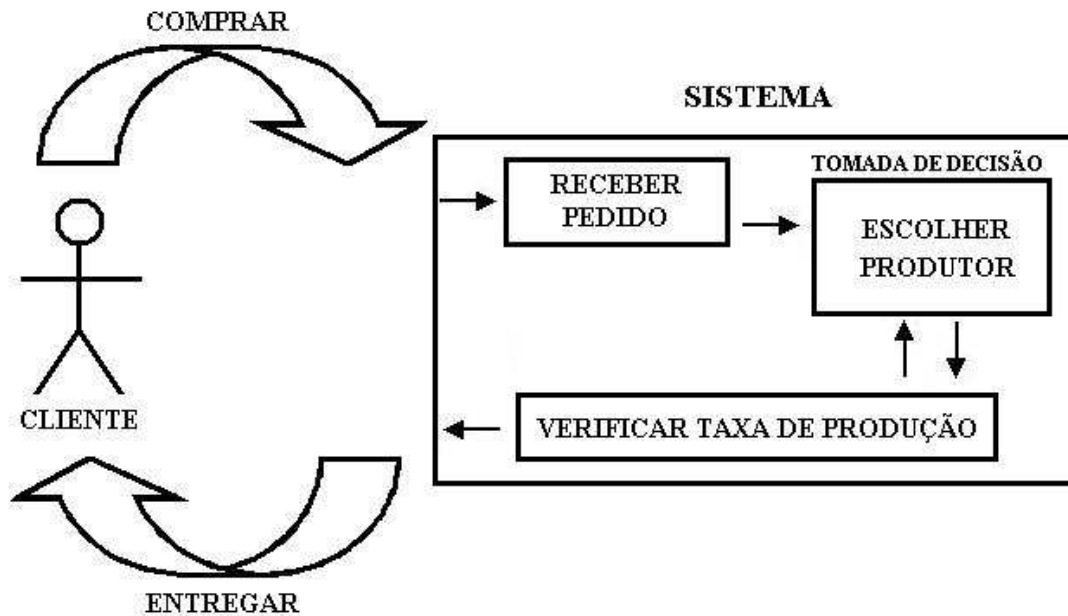 COMPRAR
SISTEMA
RECEBER
PEDIDO
TOMADA DE DECISÃO
ESCOLHER
PRODUTOR
CLIENTE
VERIFICAR TAXA DE PRODUÇÃO
ENTREGAR